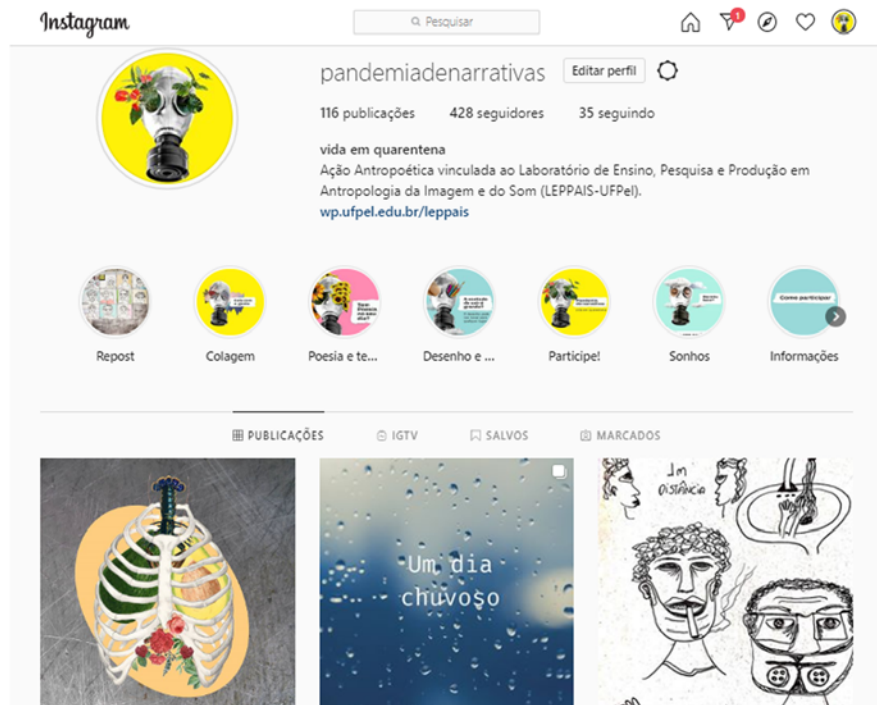 Instagram
Pesquisar
1
pandemiadenarrativas Editar perfil
116 publicações 428 seguidores 35 seguindo
vida em quarentena
Ação Antropoética vinculada ao Laboratório de Ensino, Pesquisa e Produção em
Antropologia da Imagem e do Som (LEPPAIS-UFPel).
wp.ufpel.edu.br/leppais
Como participar
Repost Colagem Poesia e te... Desenho e ... Participe! Sonhos Informações
PUBLICAÇÕES IGTV SALVOS MARCADOS
Um dia
chuvoso
1m
DISTÂNCIA